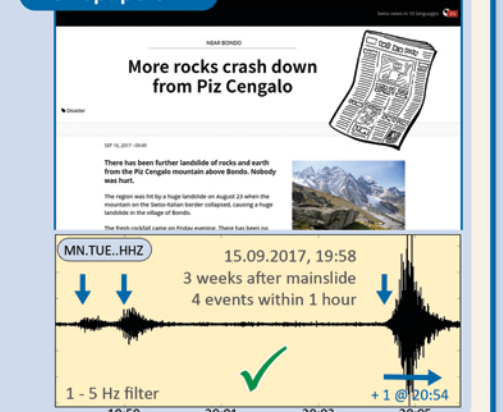 Swiss news in 10 languages
NEAR BONDO
More rocks crash down
from Piz Cengalo
Disaster
SEP 16, 2017 - 09:49
There has been further landslide of rocks and earth
from the Piz Cengalo mountain above Bondo. Nobody
was hurt.
The region was hit by a huge landslide on August 23 when the
mountain on the Swiss-Italian border collapsed, causing a huge
landslide in the village of Bondo.
The fresh rockfall came on Friday evening. There has been no
MN.TUE..HHZ
15.09.2017, 19:58
3 weeks after mainslide
4 events within 1 hour
1 - 5 Hz filter
+ 1 @ 20:54